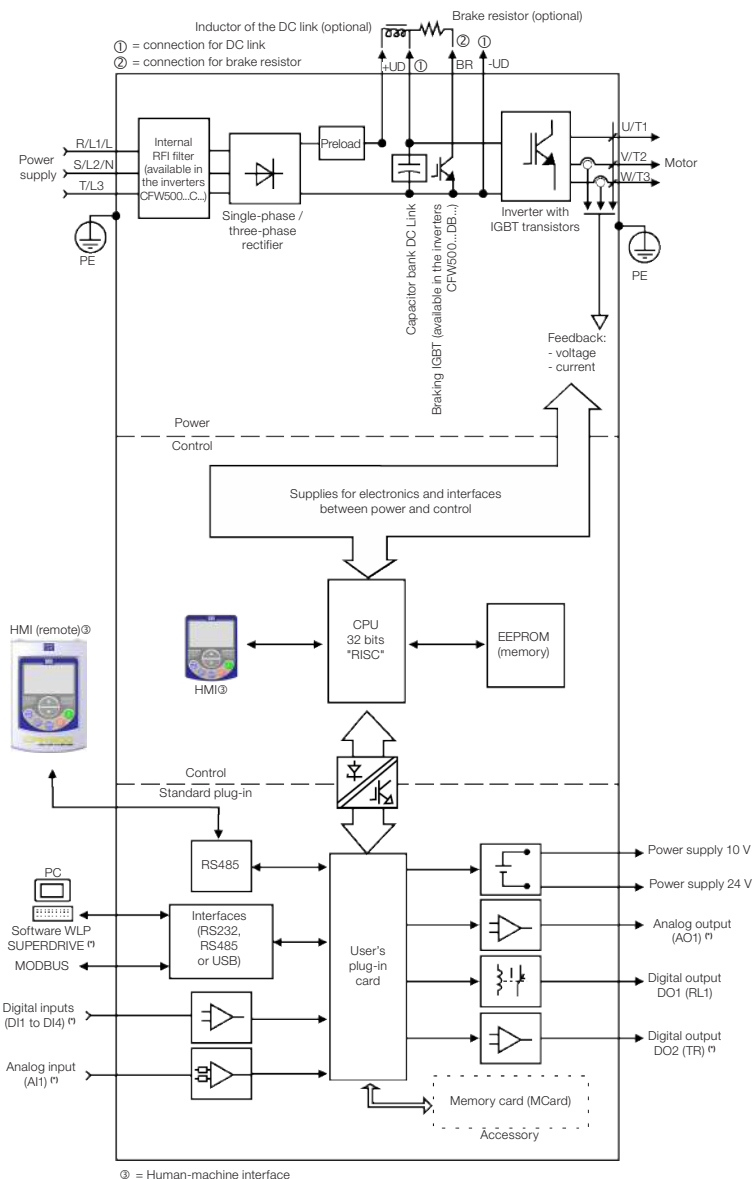 Inductor of the DC link (optional)
Brake resistor (optional)
① = connection for DC link
② = connection for brake resistor
② ①
+UD ① BR -UD
R/L1/L
S/L2/N
T/L3
Power
supply
Internal
RFI filter
(available in
the inverters
CFW500...C...)
Preload
Single-phase /
three-phase
rectifier
Capacitor bank DC Link
Braking IGBT (available in the inverters
CFW500...DB...)
Inverter with
IGBT transistors
U/T1
V/T2
W/T3
Motor
PE
PE
Feedback:
- voltage
- current
Power
Control
Supplies for electronics and interfaces
between power and control
CPU
32 bits
"RISC"
EEPROM
(memory)
HMI③
HMI (remote)③
Control
Standard plug-in
RS485
PC
Software WLP
SUPERDRIVE (*)
MODBUS
Interfaces
(RS232,
RS485
or USB)
Digital inputs
(DI1 to DI4) (*)
Analog input
(AI1) (*)
User's
plug-in
card
Power supply 10 V
Power supply 24 V
Analog output
(AO1) (*)
Digital output
DO1 (RL1)
Digital output
DO2 (TR) (*)
Memory card (MCard)
Accessory
③ = Human-machine interface